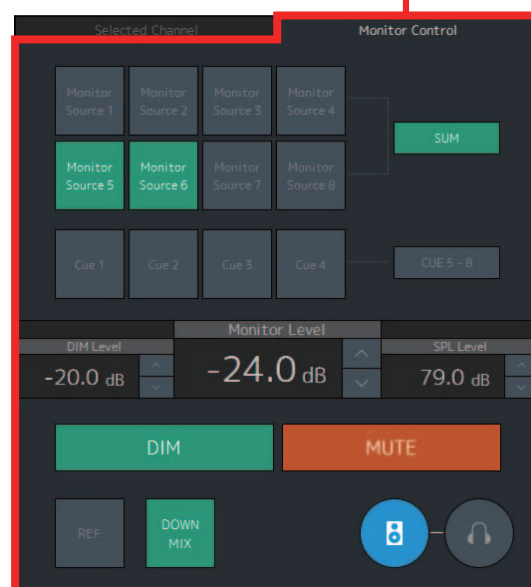 Selected Channel
Monitor Control
Monitor Source 1
Monitor Source 2
Monitor Source 3
Monitor Source 4
SUM
Monitor Source 5
Monitor Source 6
Monitor Source 7
Monitor Source 8
Cue 1
Cue 2
Cue 3
Cue 4
CUE 5 - 8
Monitor Level
DIM Level
SPL Level
-20.0 dB
-24.0 dB
79.0 dB
DIM
MUTE
REF
DOWN MIX